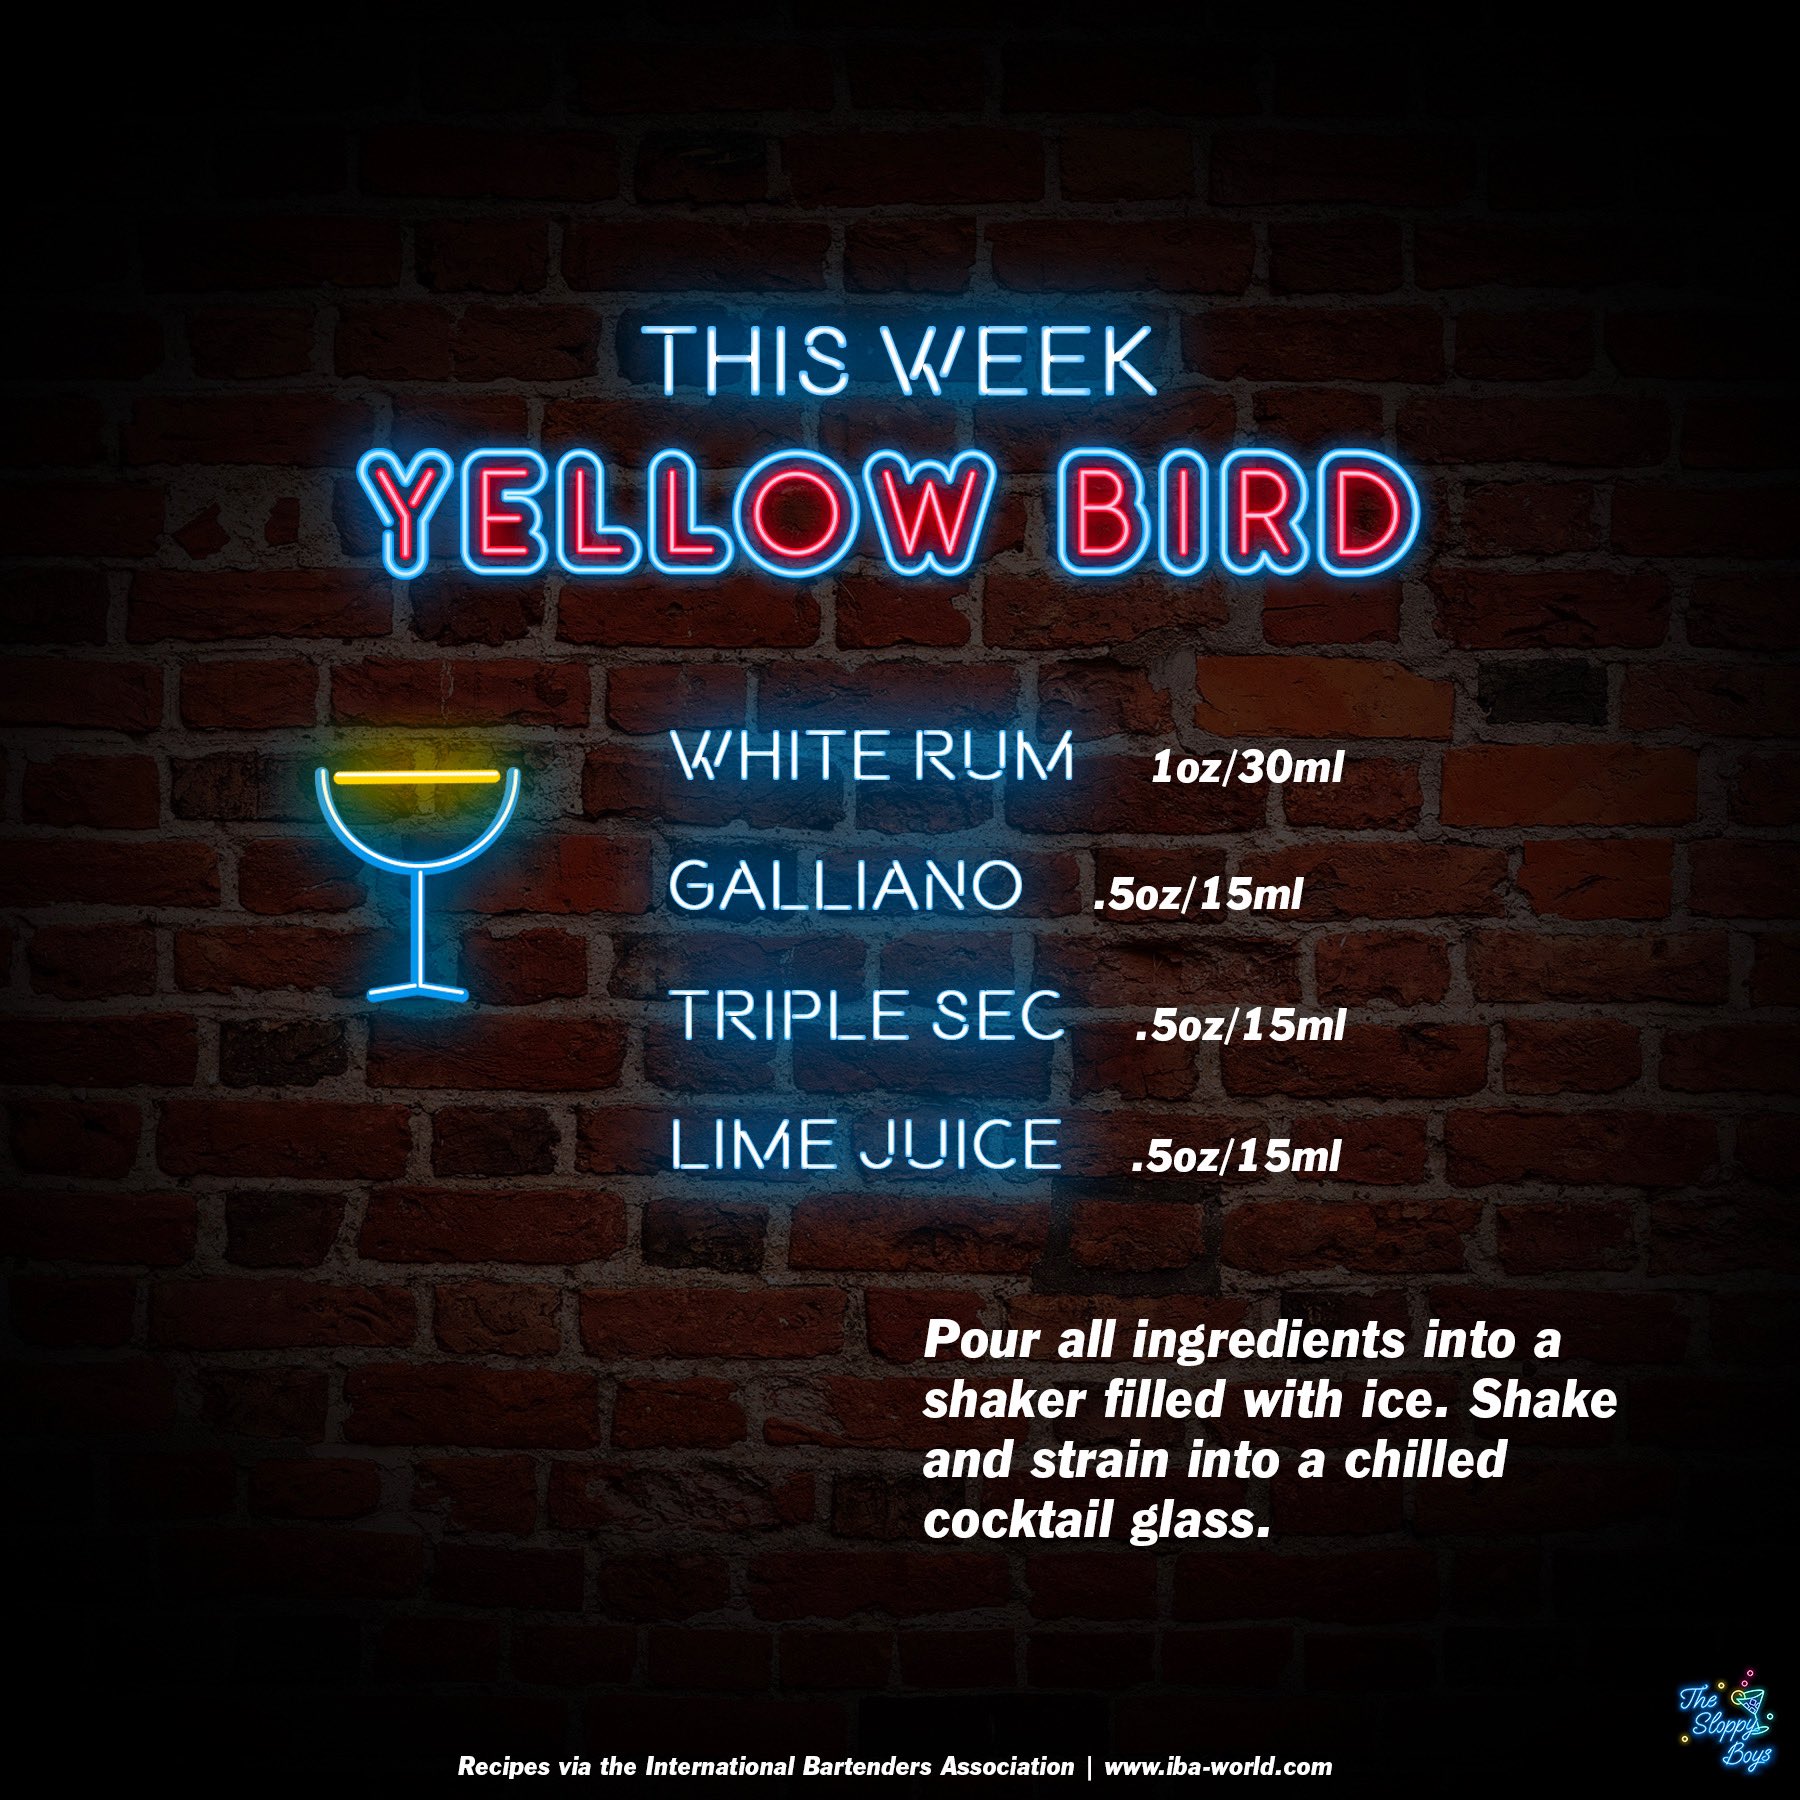 THIS WEEK
YELLOW BIRD
WHITE RUM 1oz/30ml
GALLIANO .5oz/15ml
TRIPLE SEC .5oz/15ml
LIME JUICE .5oz/15ml
Pour all ingredients into a
shaker filled with ice. Shake
and strain into a chilled
cocktail glass.
The
Sloppy
Boys
Recipes via the International Bartenders Association | www.iba-world.com